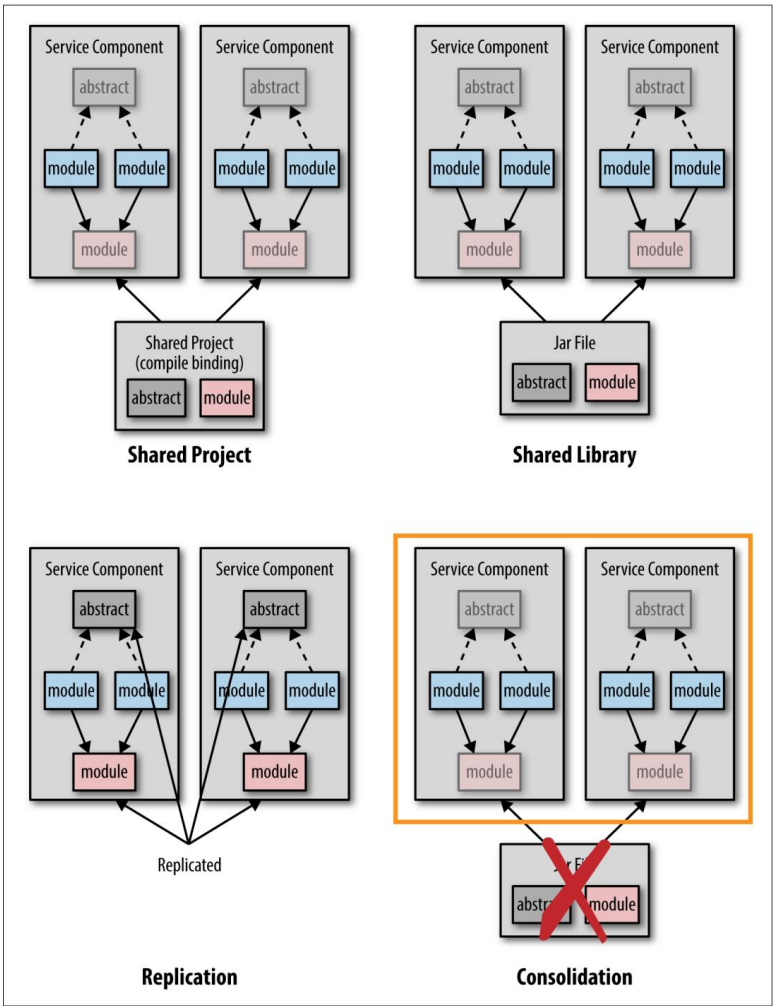 Service Component
Service Component
abstract
abstract
module
module
module
module
module
module
Shared Project
(compile binding)
abstract
module
Shared Project
Service Component
Service Component
abstract
abstract
module
module
module
module
module
module
Jar File
abstract
module
Shared Library
Service Component
Service Component
abstract
abstract
module
module
module
module
module
module
Replicated
Replication
Service Component
Service Component
abstract
abstract
module
module
module
module
module
module
module
Consolidation